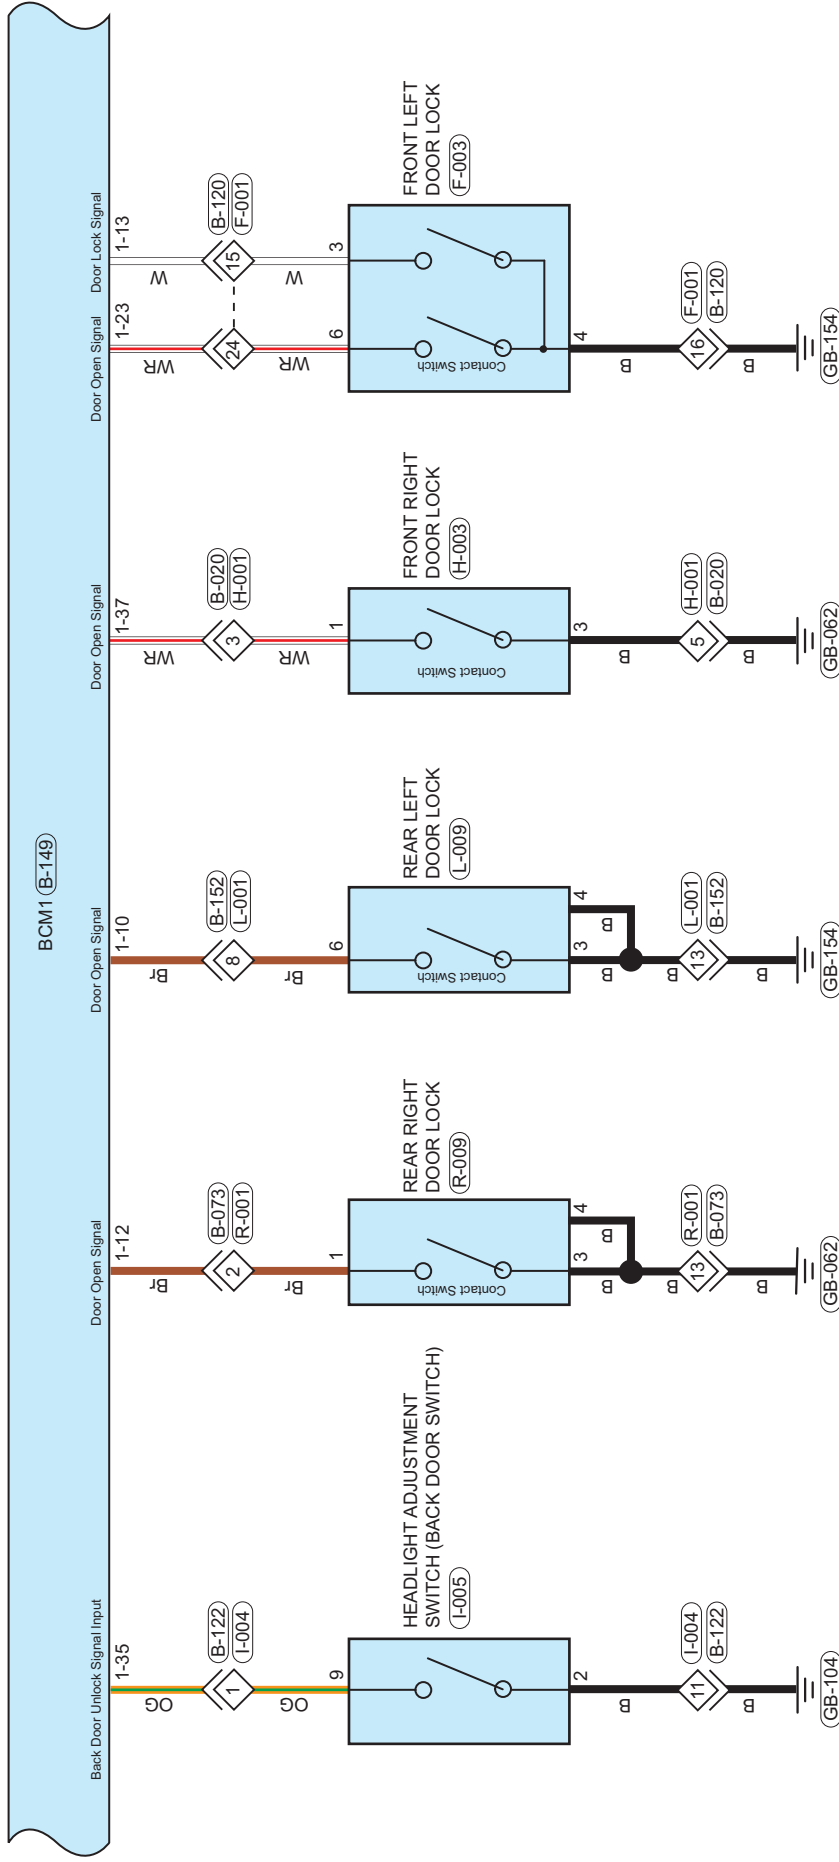 BCM1 B-149
Back Door Unlock Signal Input
1-35
OG
B-122
I-004
1
OG
9
HEADLIGHT ADJUSTMENT
SWITCH (BACK DOOR SWITCH)
I-005
2
B
11
I-004
B-122
B
GB-104
Door Open Signal
1-12
Br
B-073
R-001
2
Br
1
REAR RIGHT
DOOR LOCK
R-009
Contact Switch
3
4
B
B
B
13
R-001
B-073
B
GB-062
Door Open Signal
1-10
Br
B-152
L-001
8
Br
6
REAR LEFT
DOOR LOCK
L-009
Contact Switch
3
4
B
B
B
13
L-001
B-152
B
GB-154
Door Open Signal
1-37
WR
B-020
H-001
3
WR
1
FRONT RIGHT
DOOR LOCK
H-003
Contact Switch
3
B
5
H-001
B-020
B
GB-062
Door Open Signal
1-23
Door Lock Signal
1-13
WR
W
B-120
F-001
24
15
WR
W
6
3
FRONT LEFT
DOOR LOCK
F-003
Contact Switch
4
B
16
F-001
B-120
B
GB-154